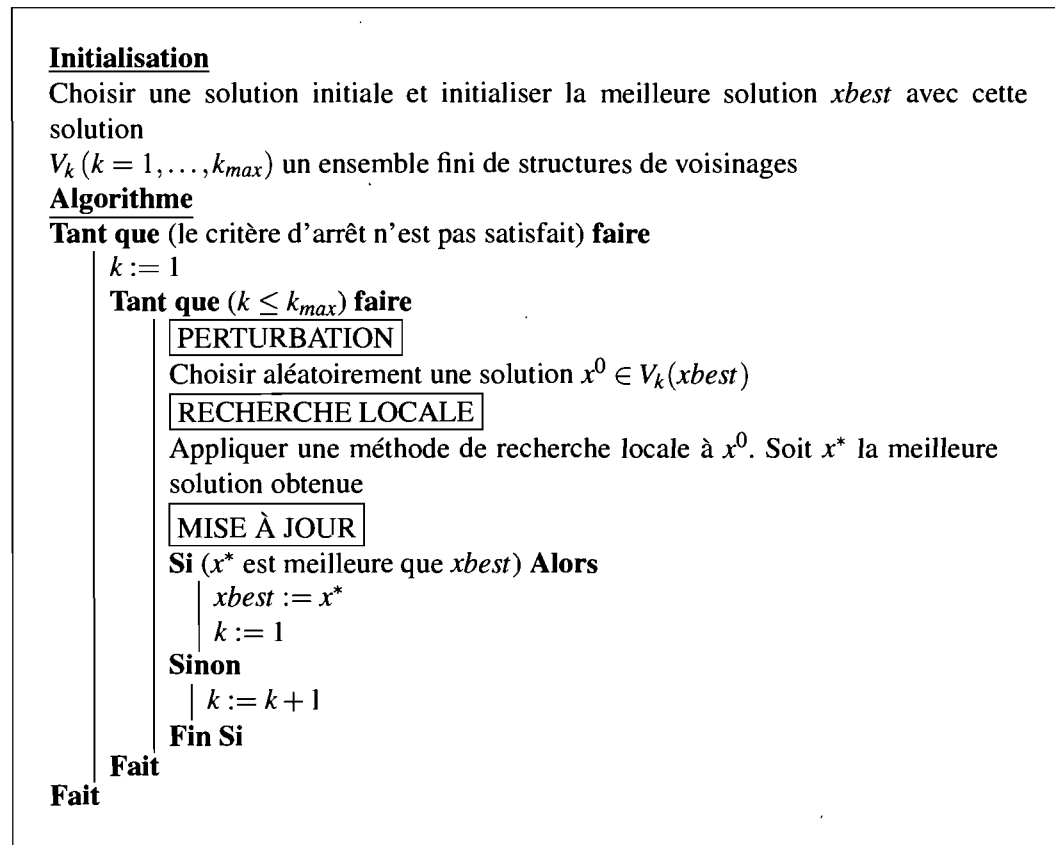 Initialisation
Choisir une solution initiale et initialiser la meilleure solution xbest avec cette
solution
V_k (k = 1,...,k_max) un ensemble fini de structures de voisinages
Algorithme
Tant que (le critère d'arrêt n'est pas satisfait) faire
k := 1
Tant que (k ≤ k_max) faire
PERTURBATION
Choisir aléatoirement une solution x⁰ ∈ V_k(xbest)
RECHERCHE LOCALE
Appliquer une méthode de recherche locale à x⁰. Soit x* la meilleure
solution obtenue
MISE À JOUR
Si (x* est meilleure que xbest) Alors
xbest := x*
k := 1
Sinon
k := k + 1
Fin Si
Fait
Fait